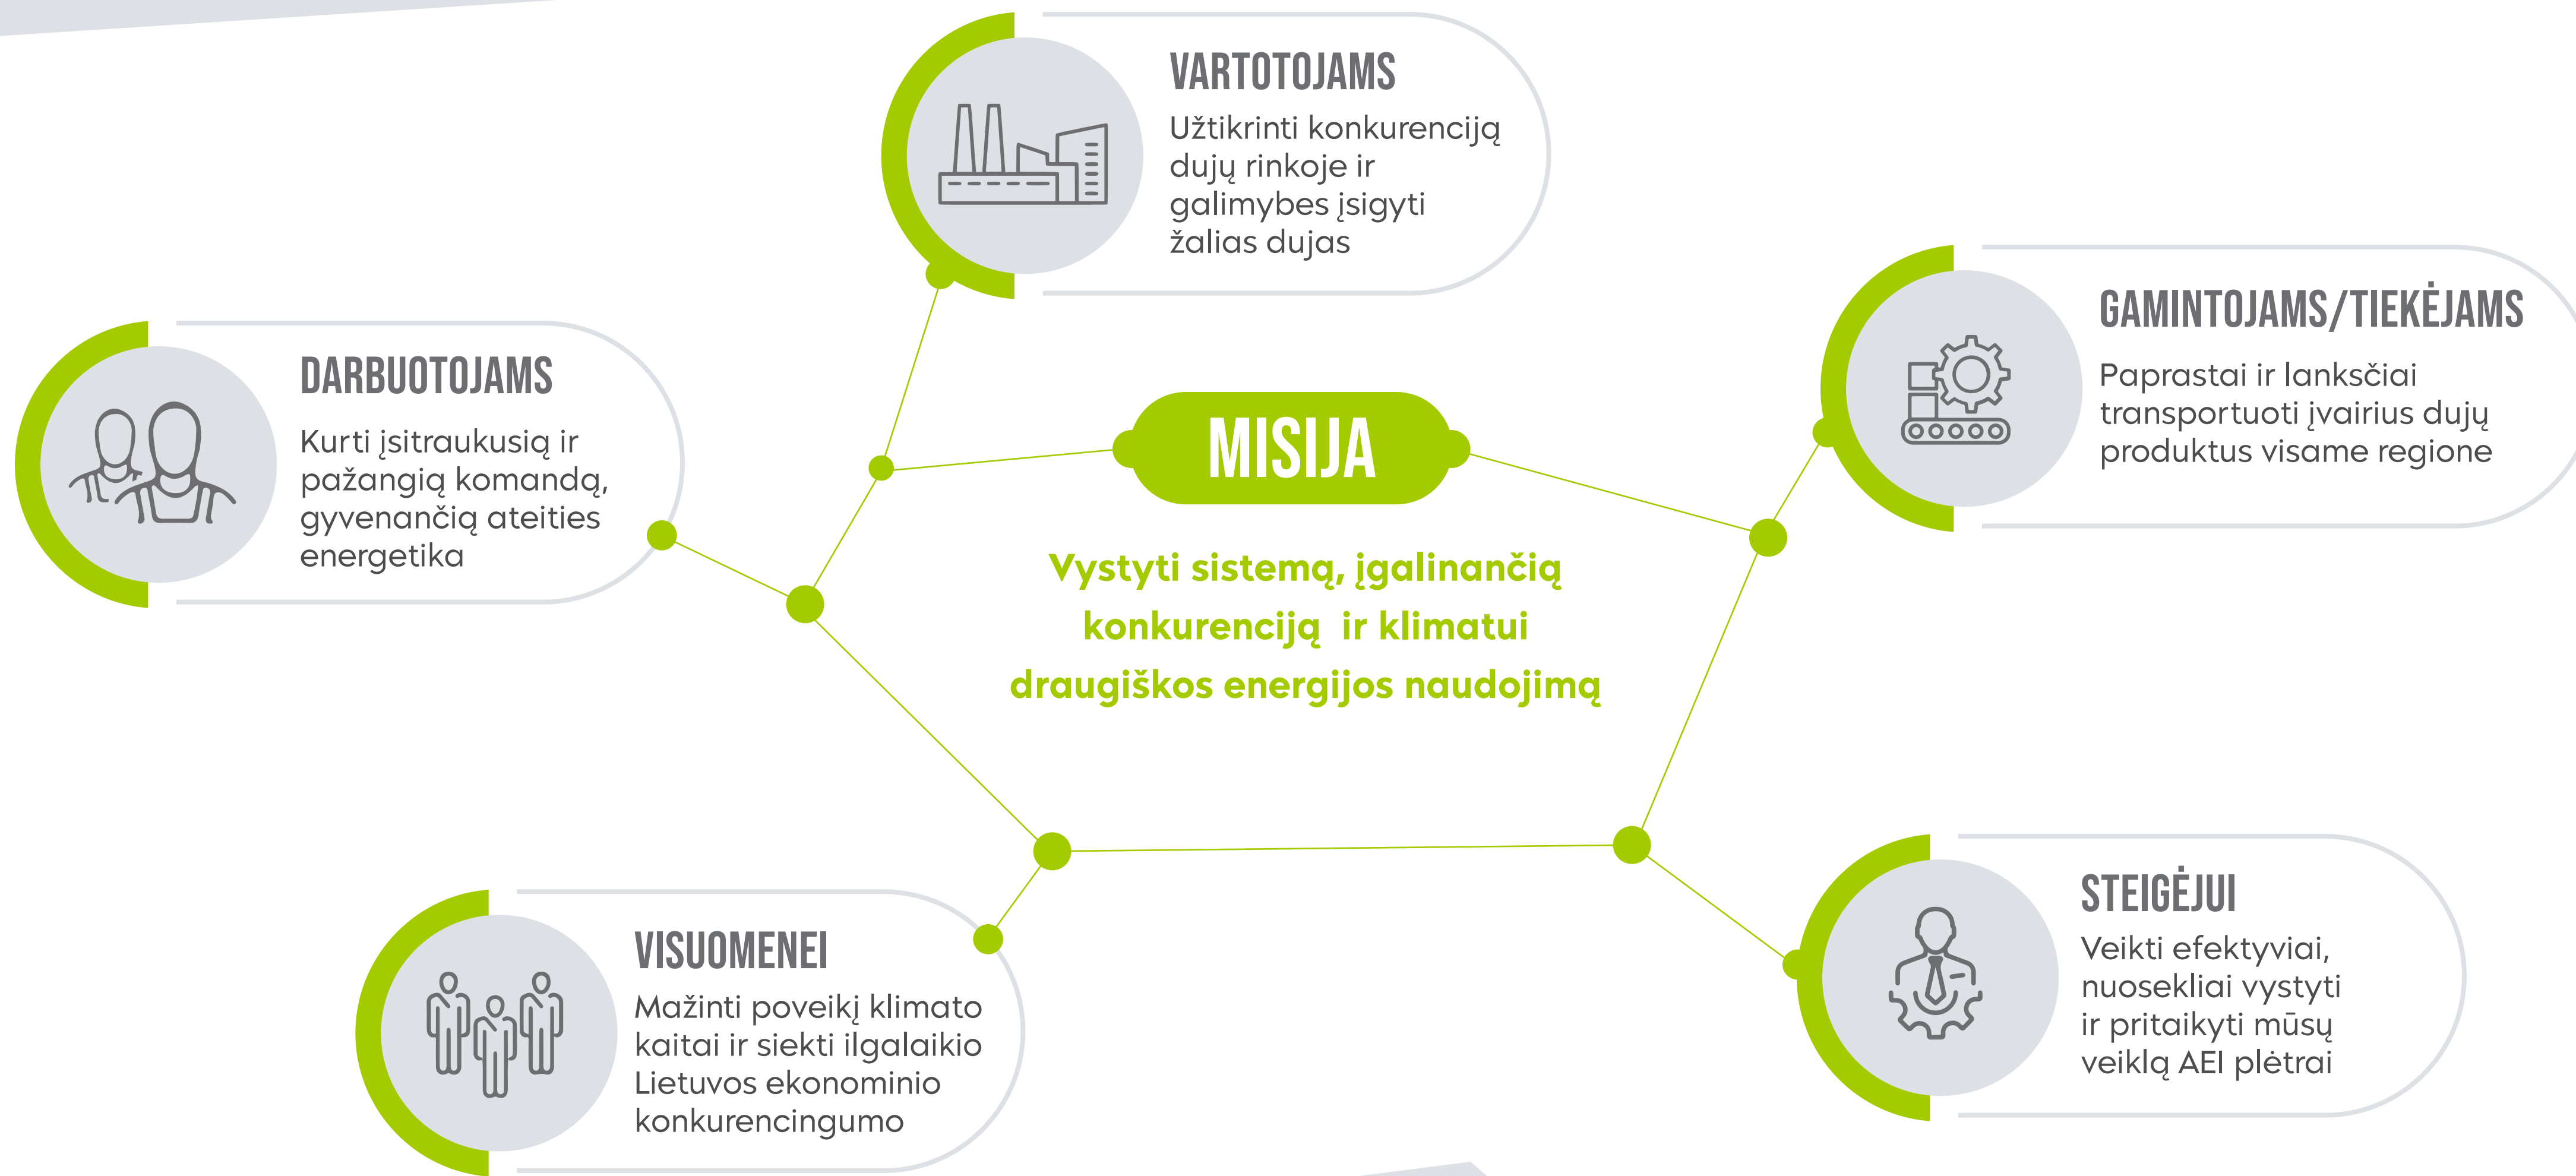 VARTOTOJAMS
Užtikrinti konkurenciją
dujų rinkoje ir
galimybes įsigyti
žalias dujas
GAMINTOJAMS/TIEKĖJAMS
Paprastai ir lanksčiai
transportuoti įvairius dujų
produktus visame regione
DARBUOTOJAMS
Kurti įsitraukusią ir
pažangią komandą,
gyvenančią ateities
energetika
MISIJA
Vystyti sistemą, įgalinančią
konkurenciją ir klimatui
draugiškos energijos naudojimą
VISUOMENEI
Mažinti poveikį klimato
kaitai ir siekti ilgalaikio
Lietuvos ekonominio
konkurencingumo
STEIGĖJUI
Veikti efektyviai,
nuosekliai vystyti
ir pritaikyti mūsų
veiklą AEI plėtrai